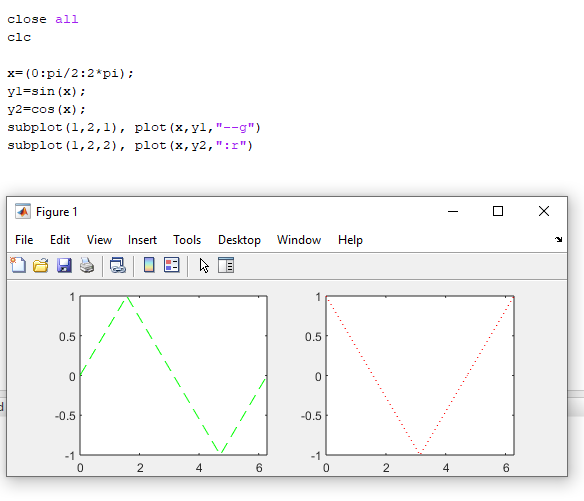 close all
clc
x=(0:pi/2:2*pi);
y1=sin(x);
y2=cos(x);
subplot(1,2,1), plot(x,y1,"--g")
subplot(1,2,2), plot(x,y2,":r")
Figure 1
File Edit View Insert Tools Desktop Window Help
1
0.5
0
-0.5
-1
0 2 4 6
1
0.5
0
-0.5
-1
0 2 4 6
d